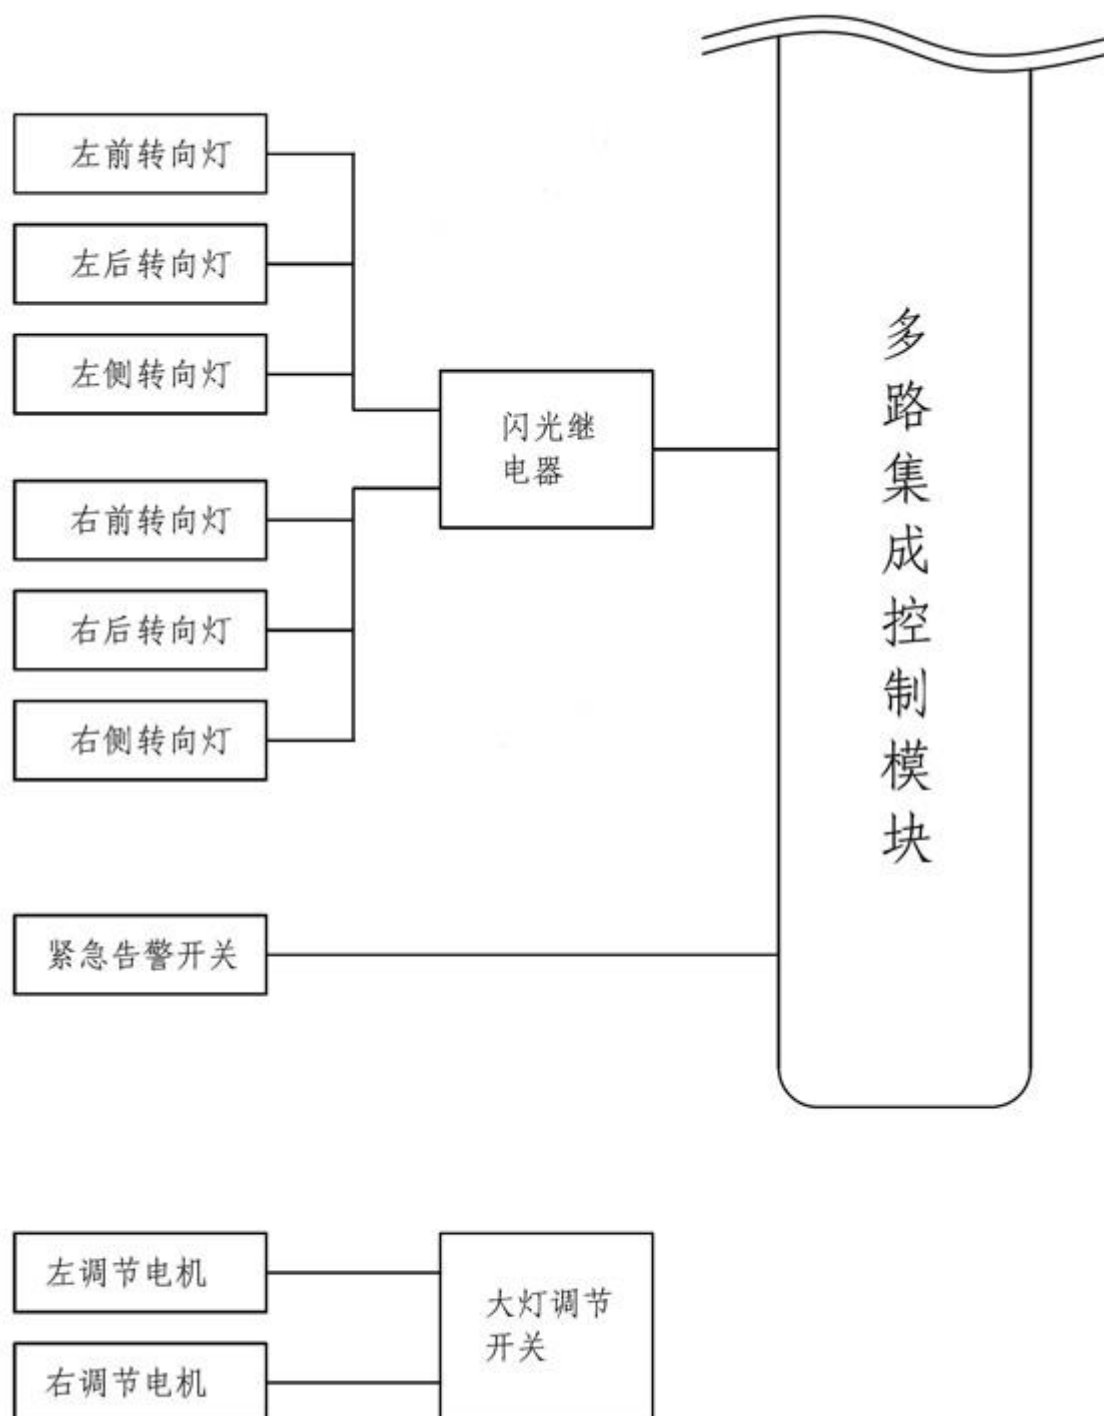 左前转向灯
左后转向灯
左侧转向灯
右前转向灯
右后转向灯
右侧转向灯
闪光继
电器
多路集成控制模块
紧急告警开关
左调节电机
右调节电机
大灯调节
开关